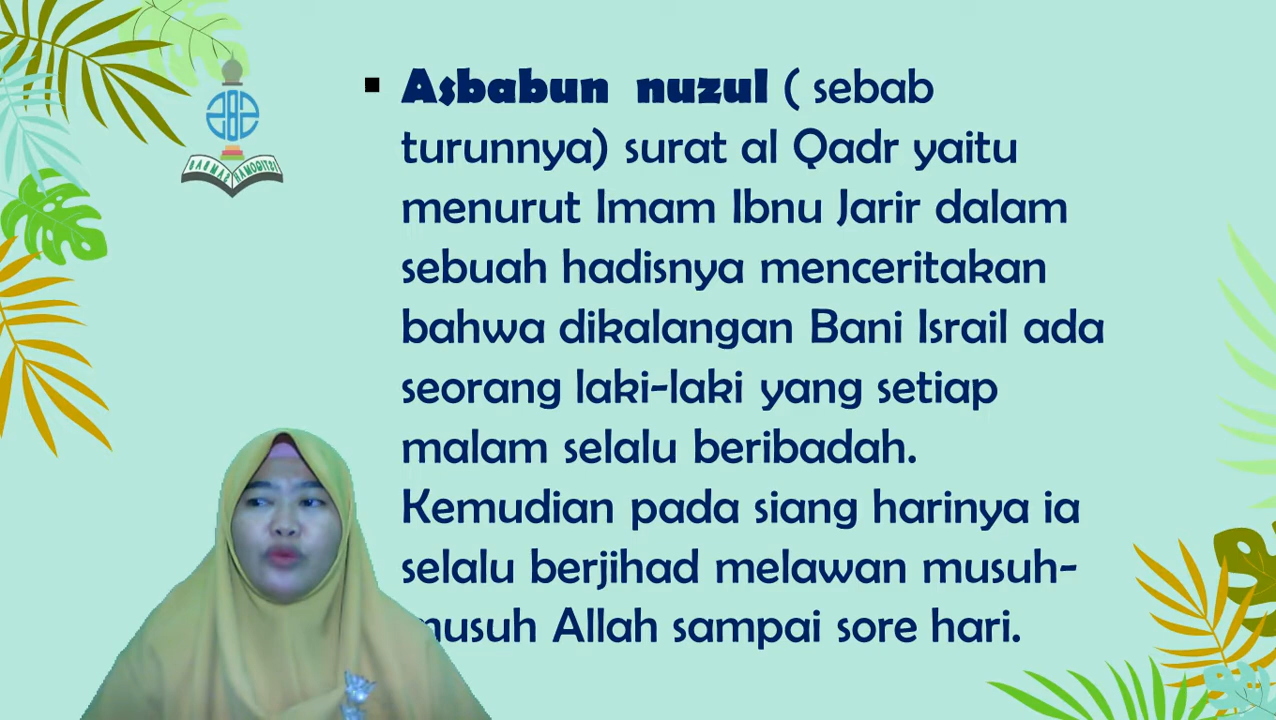 282
Asbabun nuzul ( sebab
turunnya) surat al Qadr yaitu
menurut Imam Ibnu Jarir dalam
sebuah hadisnya menceritakan
bahwa dikalangan Bani Israil ada
seorang laki-laki yang setiap
malam selalu beribadah.
Kemudian pada siang harinya ia
selalu berjihad melawan musuh-
musuh Allah sampai sore hari.